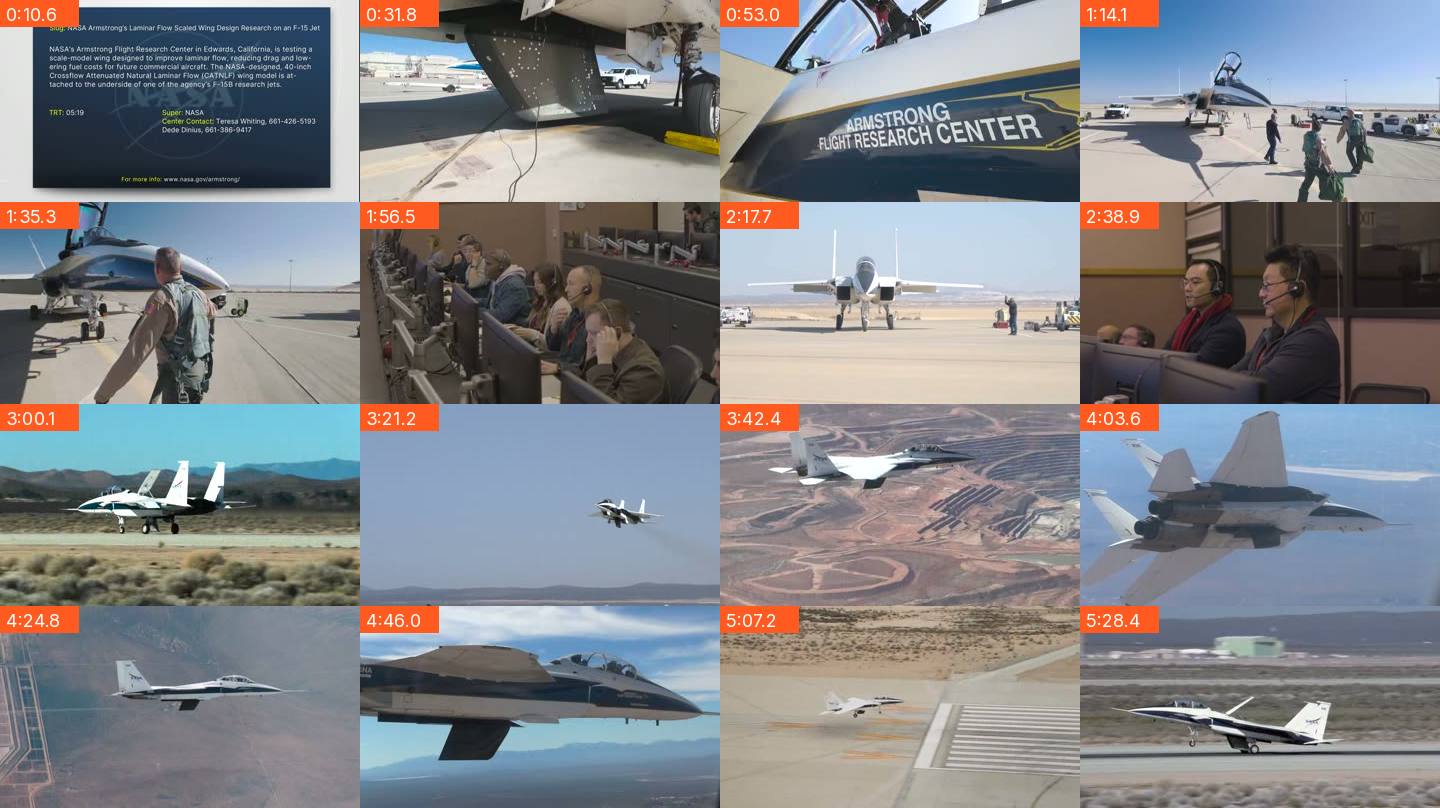 0:10.6
Slug: NASA Armstrong's Laminar Flow Scaled Wing Design Research on an F-15 Jet
NASA's Armstrong Flight Research Center in Edwards, California, is testing a
scale-model wing designed to improve laminar flow, reducing drag and low-
ering fuel costs for future commercial aircraft. The NASA-designed, 40-inch
Crossflow Attenuated Natural Laminar Flow (CATNLF) wing model is at-
tached to the underside of one of the agency's F-15B research jets.
NASA
TRT: 05:19
Super: NASA
Center Contact: Teresa Whiting, 661-426-5193
Dede Dinius, 661-386-9417
For more info: www.nasa.gov/armstrong/
0:31.8
0:53.0
ARMSTRONG
FLIGHT RESEARCH CENTER
1:14.1
1:35.3
1:56.5
2:17.7
2:38.9
EXIT
3:00.1
3:21.2
3:42.4
4:03.6
4:24.8
4:46.0
5:07.2
5:28.4